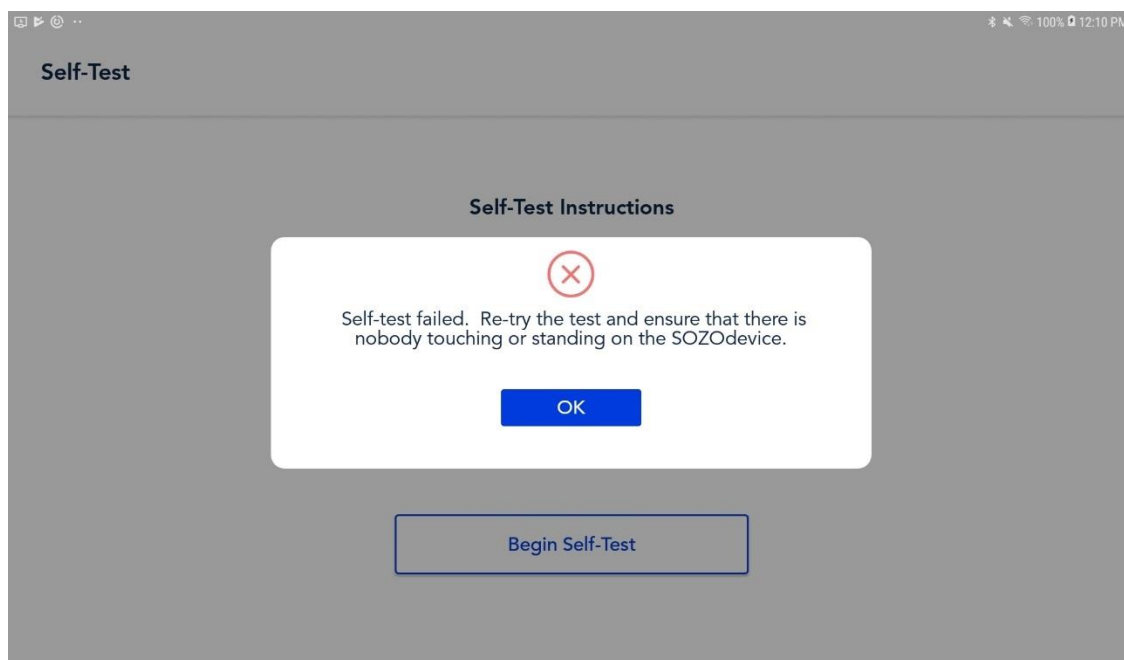 100% 12:10 PM
Self-Test
Self-Test Instructions
Self-test failed. Re-try the test and ensure that there is
nobody touching or standing on the SOZOdevice.
OK
Begin Self-Test